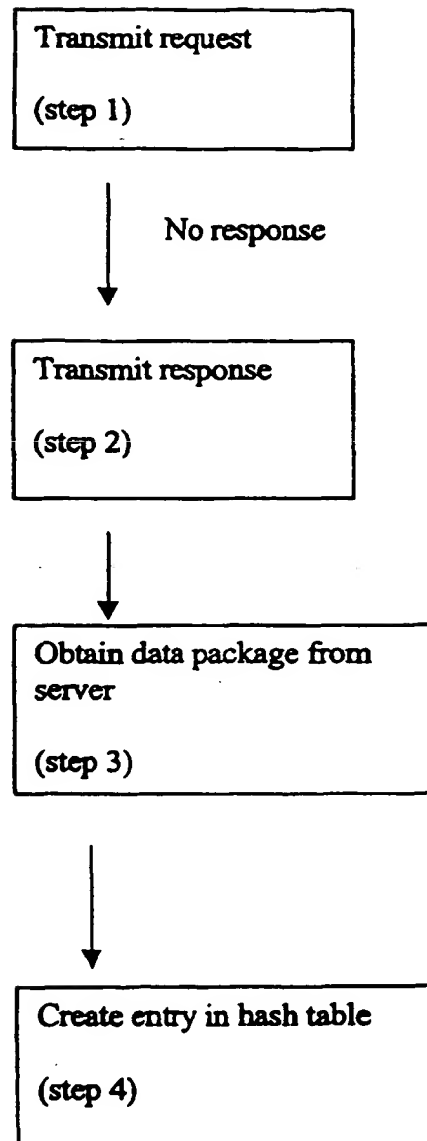 Transmit request
(step 1)
No response
Transmit response
(step 2)
Obtain data package from
server
(step 3)
Create entry in hash table
(step 4)